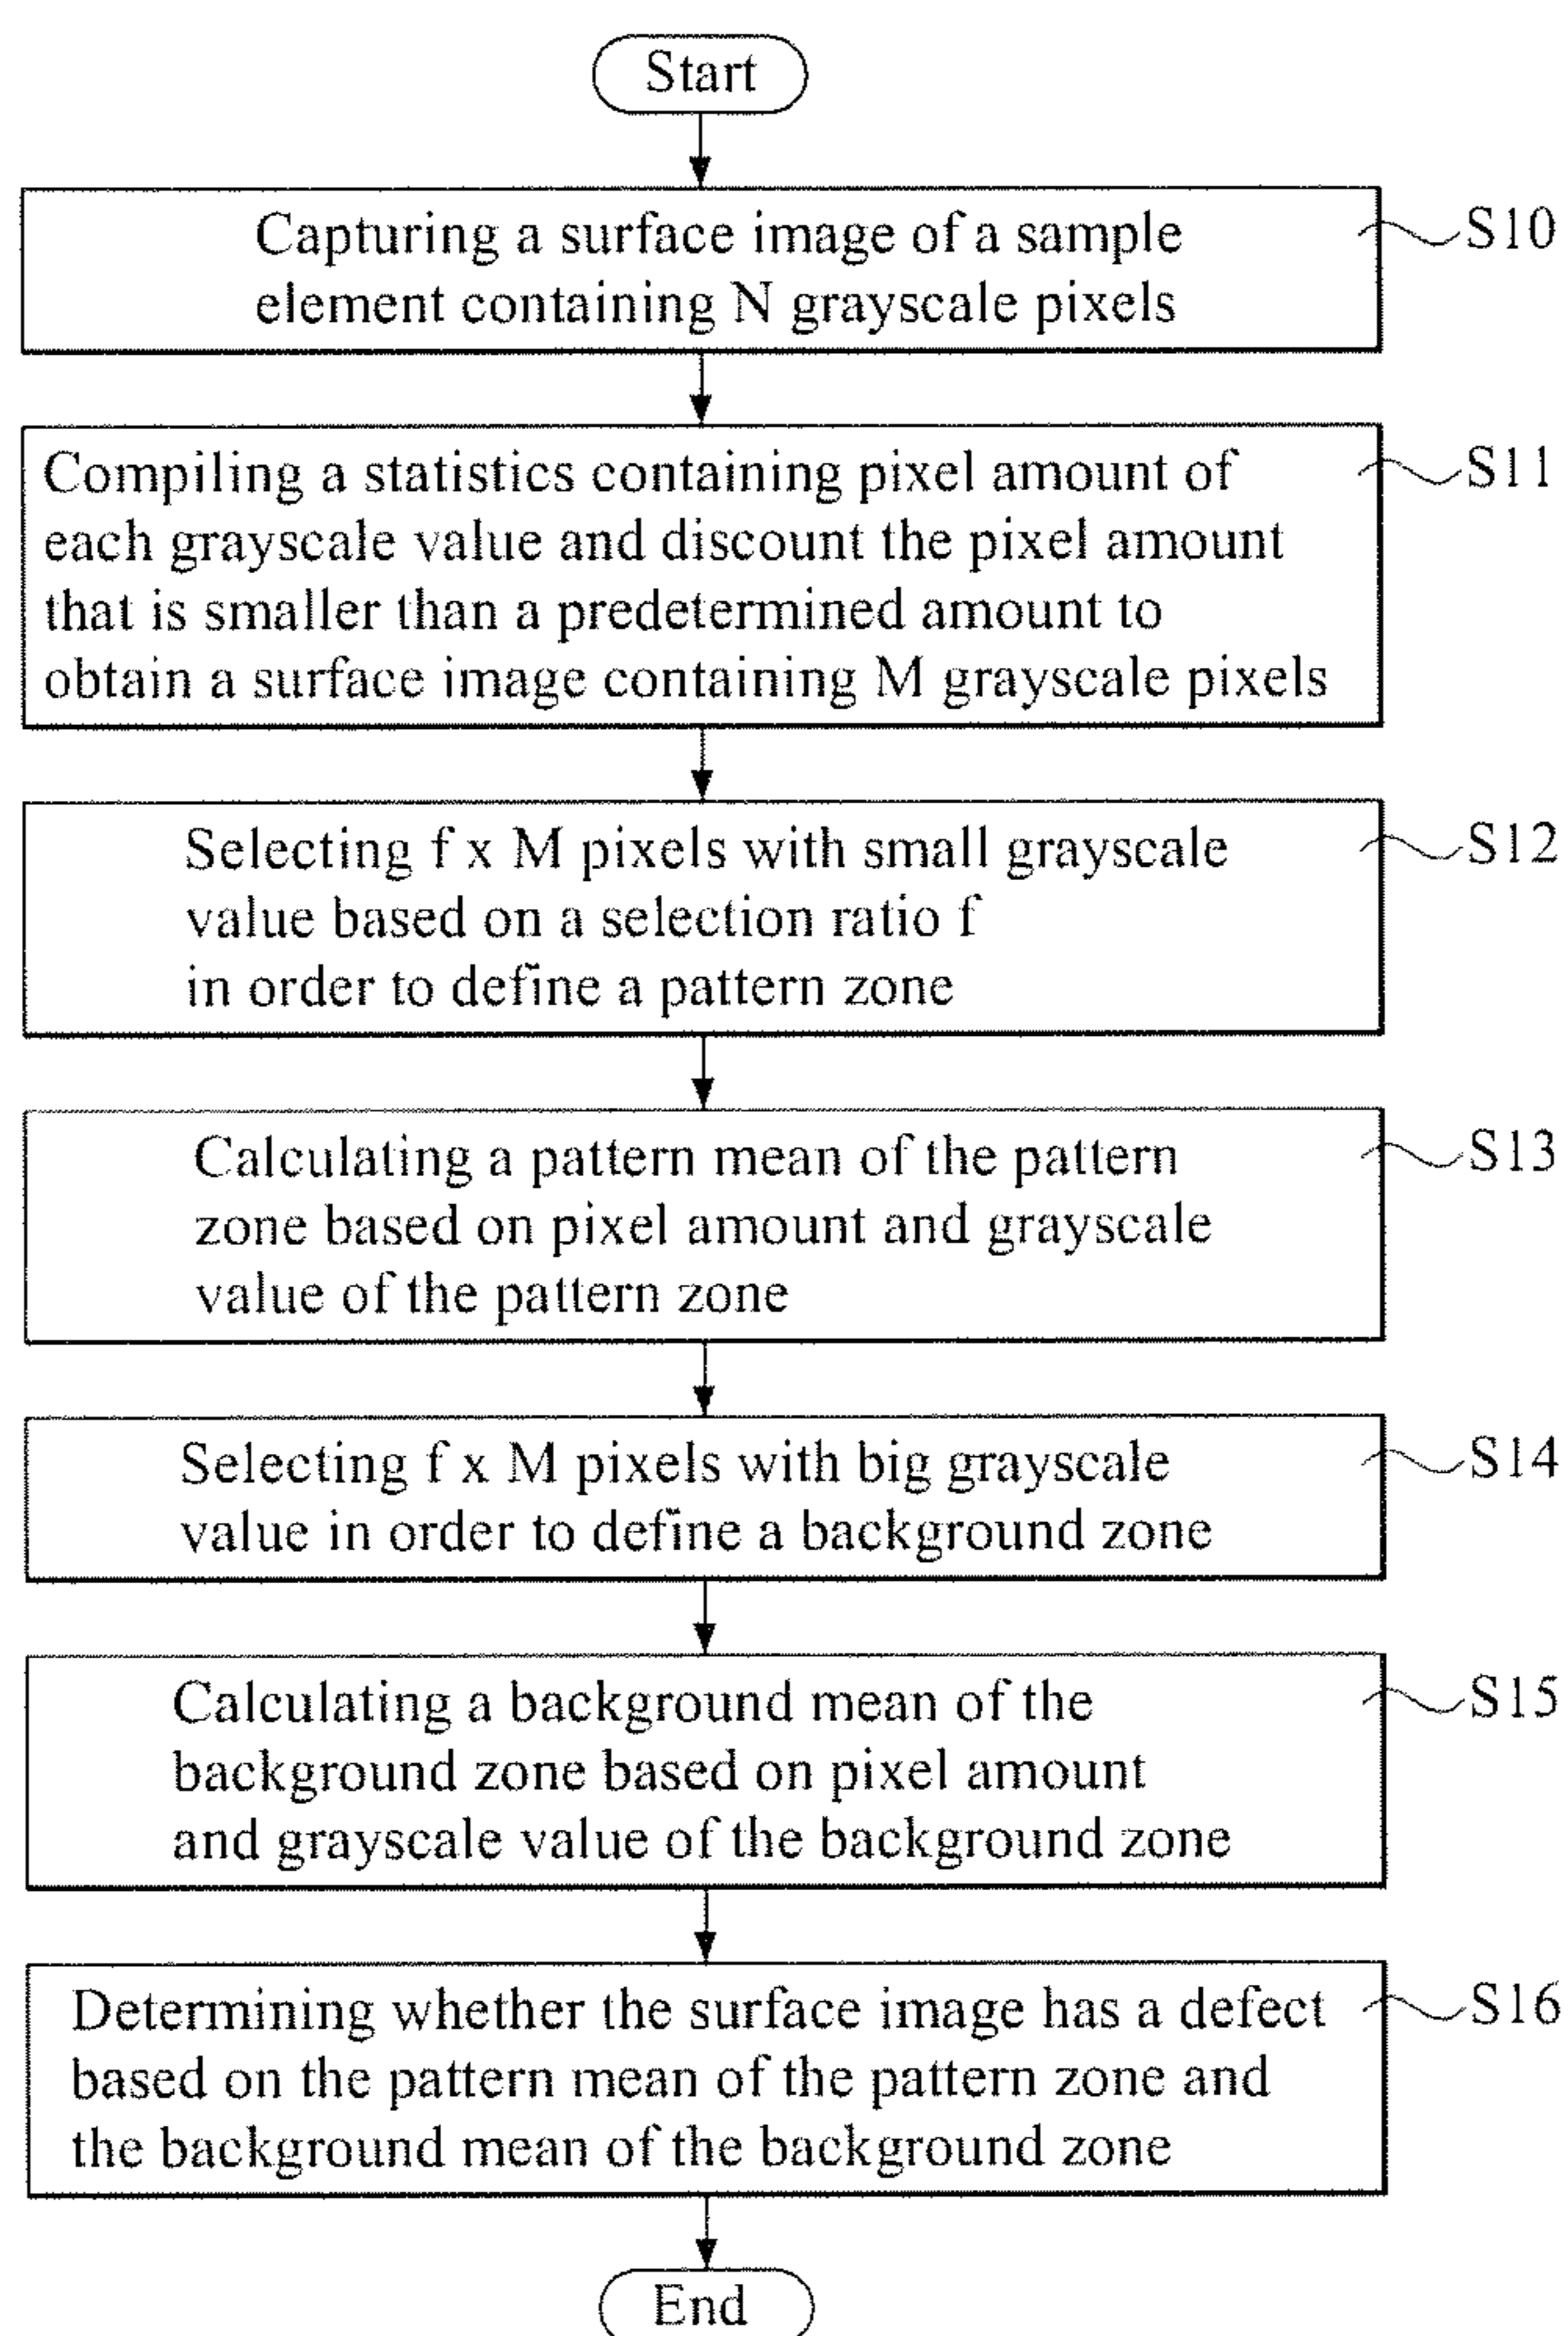 Start
Capturing a surface image of a sample
element containing N grayscale pixels
S10
Compiling a statistics containing pixel amount of
each grayscale value and discount the pixel amount
that is smaller than a predetermined amount to
obtain a surface image containing M grayscale pixels
S11
Selecting f x M pixels with small grayscale
value based on a selection ratio f
in order to define a pattern zone
S12
Calculating a pattern mean of the pattern
zone based on pixel amount and grayscale
value of the pattern zone
S13
Selecting f x M pixels with big grayscale
value in order to define a background zone
S14
Calculating a background mean of the
background zone based on pixel amount
and grayscale value of the background zone
S15
Determining whether the surface image has a defect
based on the pattern mean of the pattern zone and
the background mean of the background zone
S16
End